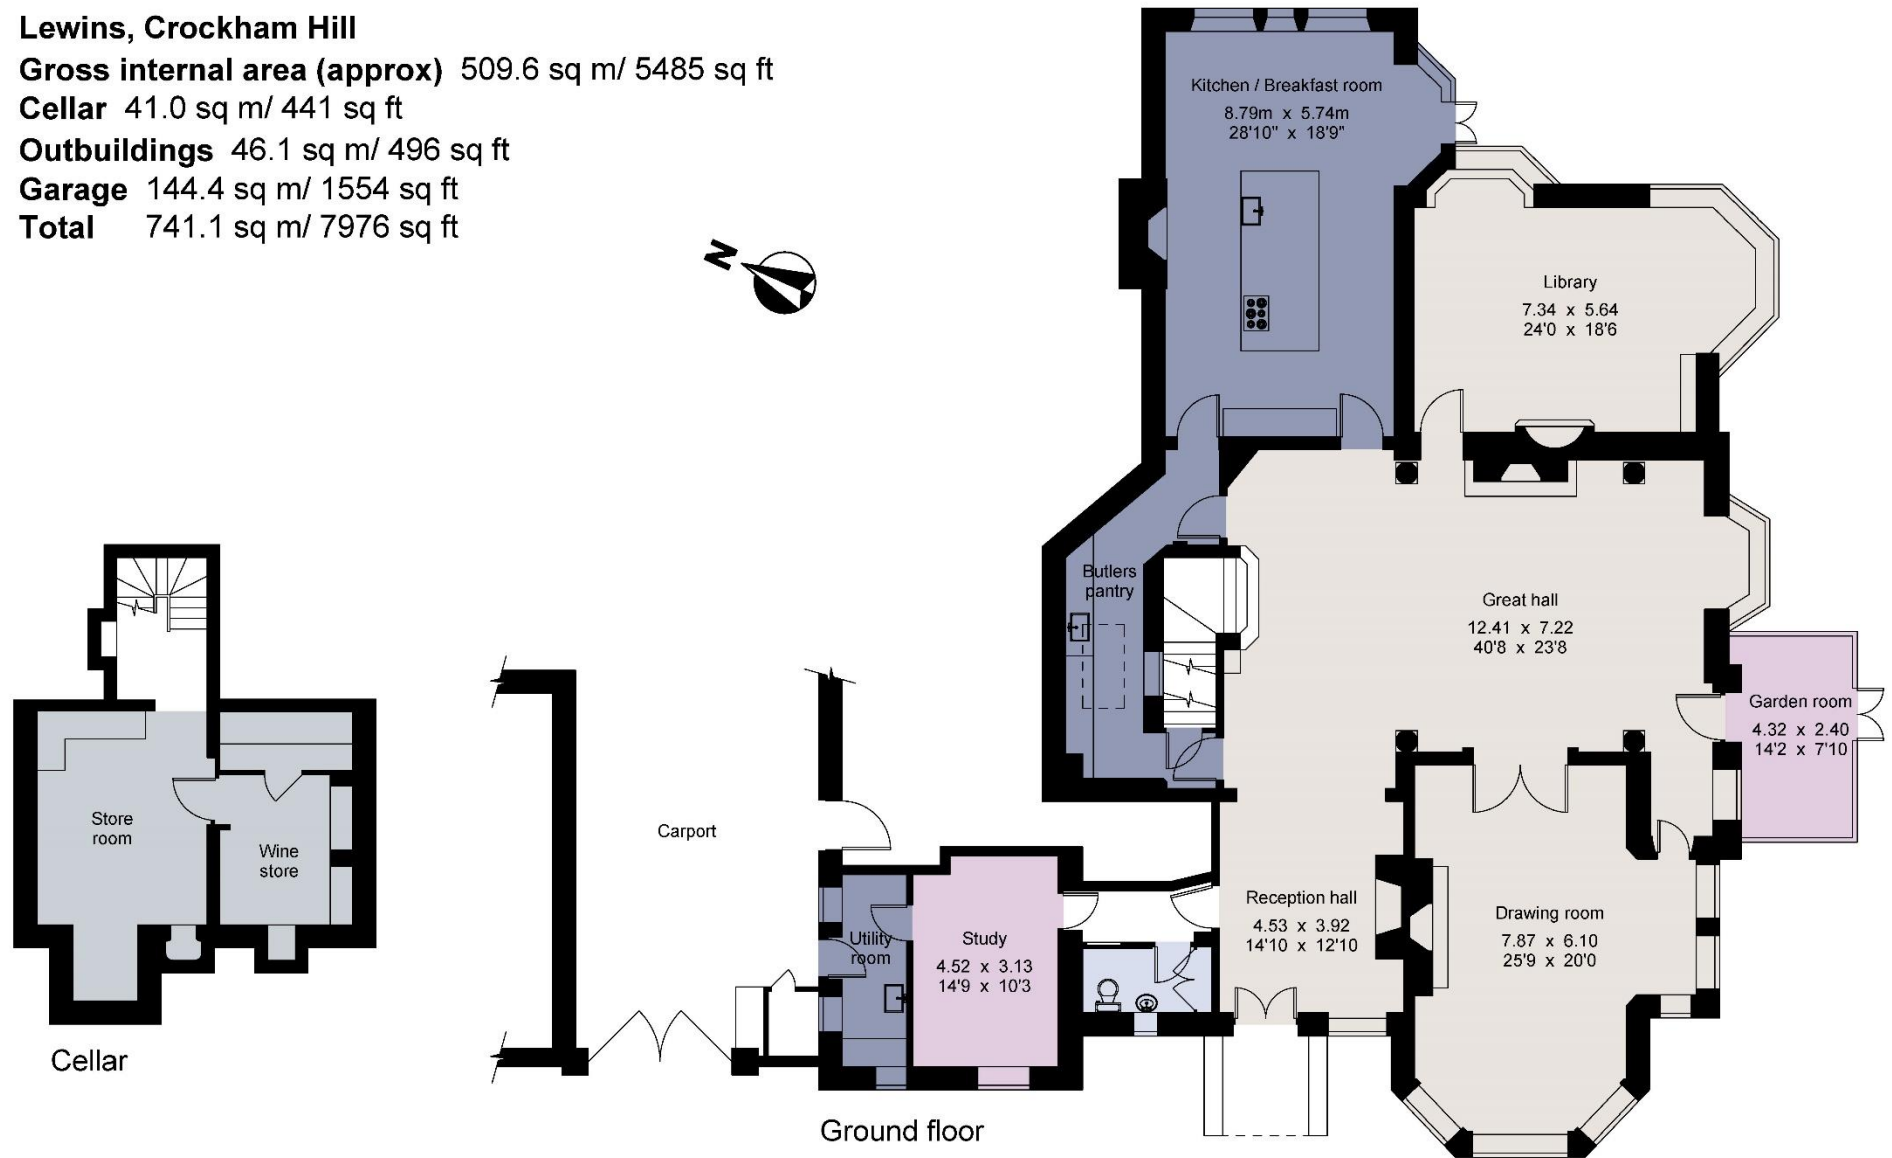 Lewins, Crockham Hill
Gross internal area (approx) 509.6 sq m/ 5485 sq ft
Cellar 41.0 sq m/ 441 sq ft
Outbuildings 46.1 sq m/ 496 sq ft
Garage 144.4 sq m/ 1554 sq ft
Total 741.1 sq m/ 7976 sq ft
N
Kitchen / Breakfast room
8.79m x 5.74m
28'10" x 18'9"
Library
7.34 x 5.64
24'0 x 18'6
Butlers
pantry
Great hall
12.41 x 7.22
40'8 x 23'8
Garden room
4.32 x 2.40
14'2 x 7'10
Store
room
Wine
store
Carport
Utility
room
Study
4.52 x 3.13
14'9 x 10'3
Reception hall
4.53 x 3.92
14'10 x 12'10
Drawing room
7.87 x 6.10
25'9 x 20'0
Cellar
Ground floor